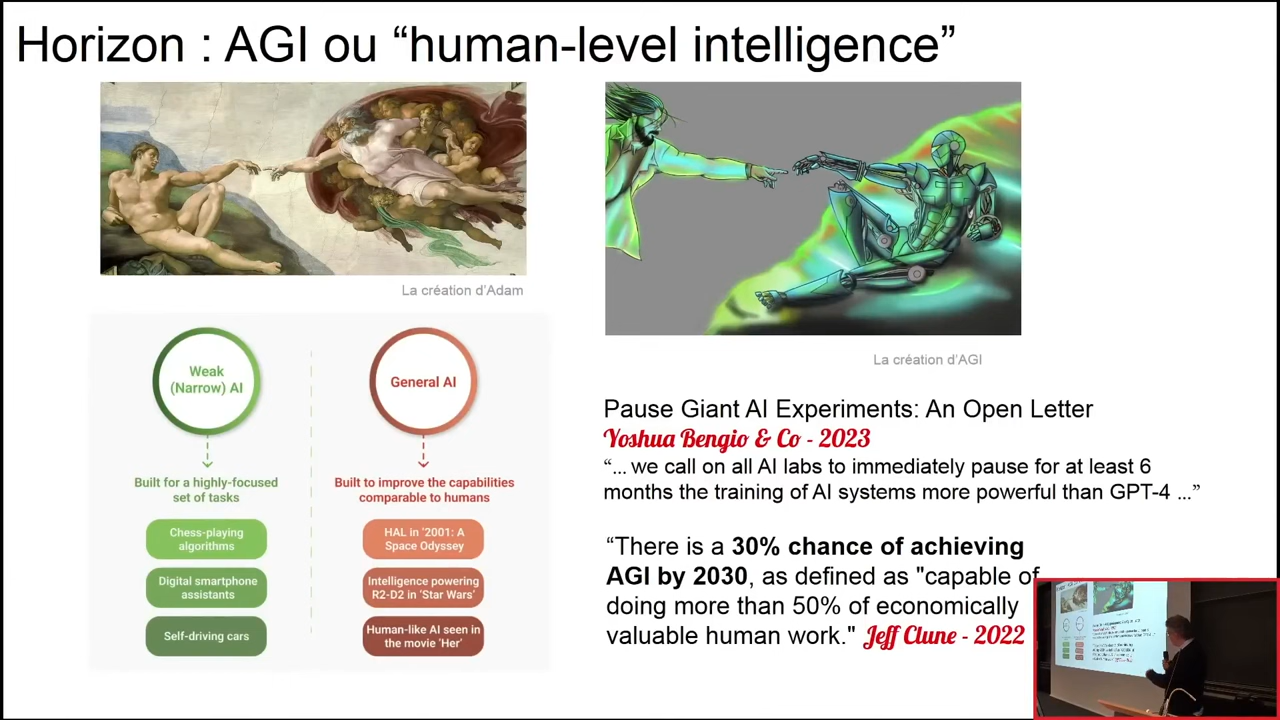 Horizon : AGI ou “human-level intelligence”
La création d’Adam
La création d’AGI
Weak
(Narrow) AI
Built for a highly-focused
set of tasks
Chess-playing
algorithms
Digital smartphone
assistants
Self-driving cars
General AI
Built to improve the capabilities
comparable to humans
HAL in '2001: A
Space Odyssey
Intelligence powering
R2-D2 in ‘Star Wars’
Human-like AI seen in
the movie ‘Her’
Pause Giant AI Experiments: An Open Letter
Yoshua Bengio & Co - 2023
“... we call on all AI labs to immediately pause for at least 6
months the training of AI systems more powerful than GPT-4 ...”
“There is a 30% chance of achieving
AGI by 2030, as defined as "capable of
doing more than 50% of economically
valuable human work." Jeff Clune - 2022